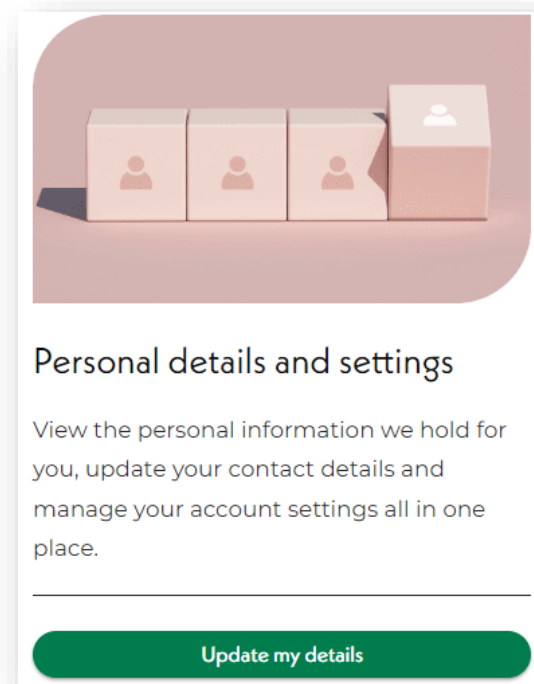 Personal details and settings
View the personal information we hold for
you, update your contact details and
manage your account settings all in one
place.
Update my details